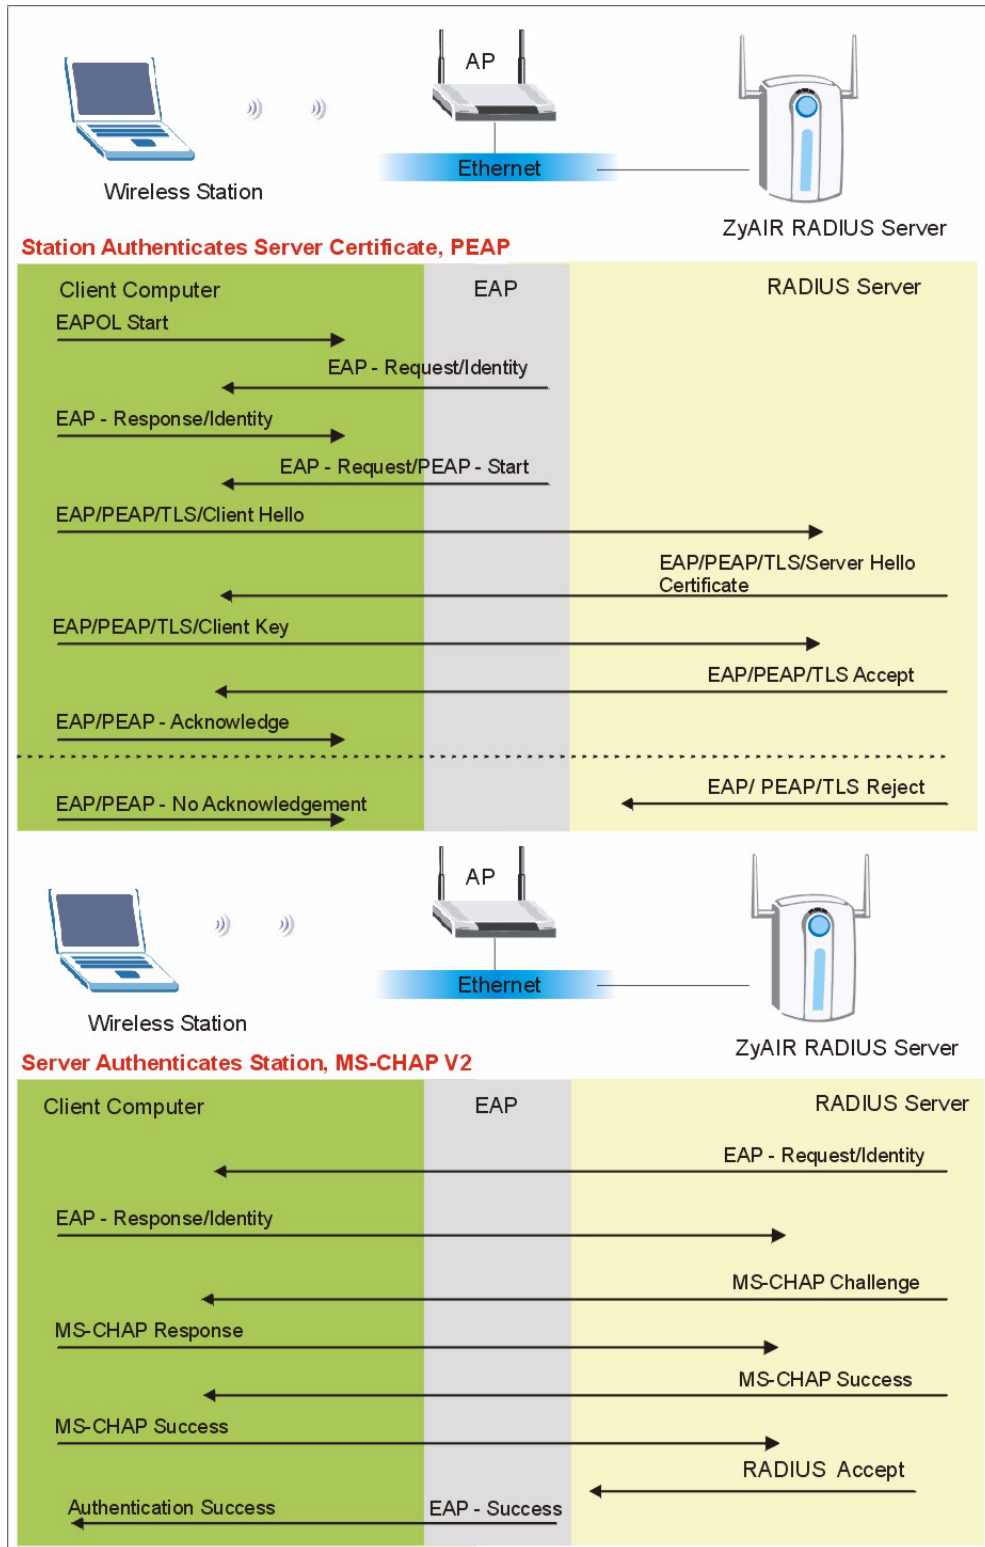 AP
Ethernet
Wireless Station
ZyAIR RADIUS Server
Station Authenticates Server Certificate, PEAP
Client Computer
EAP
RADIUS Server
EAPOL Start
EAP - Request/Identity
EAP - Response/Identity
EAP - Request/PEAP - Start
EAP/PEAP/TLS/Client Hello
EAP/PEAP/TLS/Server Hello
Certificate
EAP/PEAP/TLS/Client Key
EAP/PEAP/TLS Accept
EAP/PEAP - Acknowledge
EAP/ PEAP/TLS Reject
EAP/PEAP - No Acknowledgement
AP
Ethernet
Wireless Station
ZyAIR RADIUS Server
Server Authenticates Station, MS-CHAP V2
Client Computer
EAP
RADIUS Server
EAP - Request/Identity
EAP - Response/Identity
MS-CHAP Challenge
MS-CHAP Response
MS-CHAP Success
MS-CHAP Success
RADIUS Accept
Authentication Success
EAP - Success